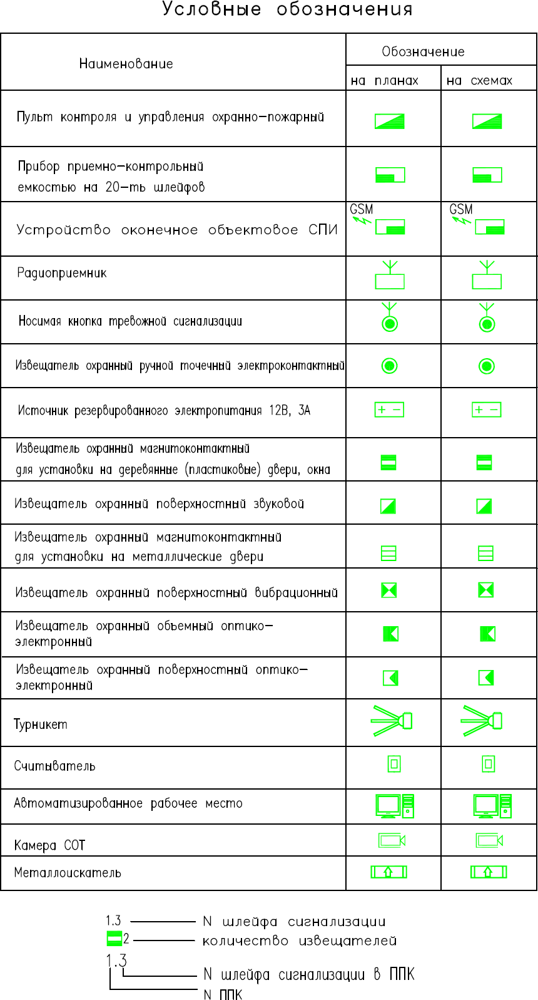 Условные обозначения
Наименование
Обозначение
на планах
на схемах
Пульт контроля и управления охранно-пожарный
Прибор приемно-контрольный
емкостью на 20-ть шлейфов
GSM
GSM
Устройство оконечное объектовое СПИ
Радиоприемник
Носимая кнопка тревожной сигнализации
Извещатель охранный ручной точечный электроконтактный
Источник резервированного электропитания 12В, 3А
Извещатель охранный магнитоконтактный
для установки на деревянные (пластиковые) двери, окна
Извещатель охранный поверхностный звуковой
Извещатель охранный магнитоконтактный
для установки на металлические двери
Извещатель охранный поверхностный вибрационный
Извещатель охранный объемный оптико-
электронный
Извещатель охранный поверхностный оптико-
электронный
Турникет
Считыватель
Автоматизированное рабочее место
Камера СОТ
Металлоискатель
1.3 N шлейфа сигнализации
2 количество извещателей
1.3
N шлейфа сигнализации в ППК
N ППК